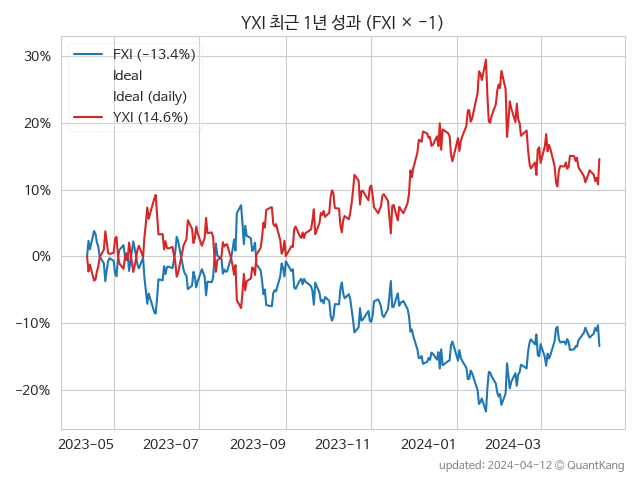 YXI 최근 1년 성과 (FXI × −1)
FXI (−13.4%)
Ideal
Ideal (daily)
YXI (14.6%)
30%
20%
10%
0%
−10%
−20%
2023−05 2023−07 2023−09 2023−11 2024−01 2024−03
updated: 2024−04−12 © QuantKang